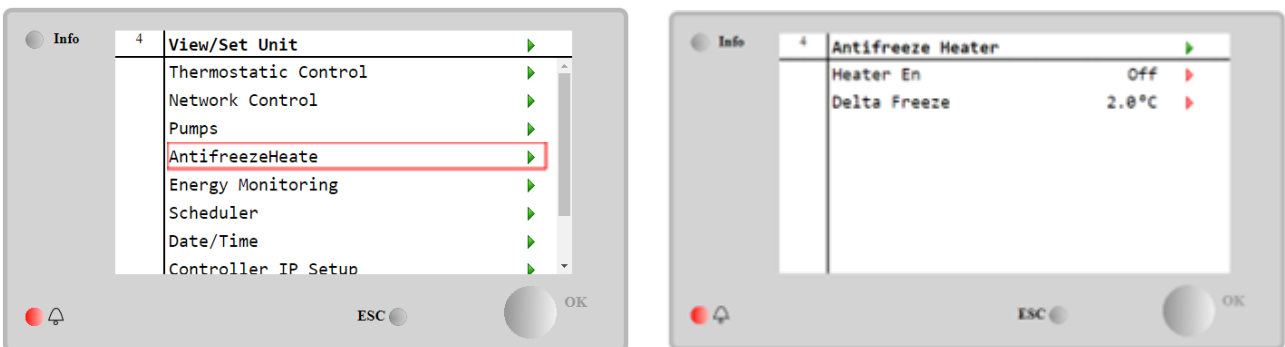 Info
4 View/Set Unit
Thermostatic Control
Network Control
Pumps
AntifreezeHeate
Energy Monitoring
Scheduler
Date/Time
Controller IP Setup
ESC
OK
Info
4 Antifreeze Heater
Heater En Off
Delta Freeze 2.0°C
ESC
OK